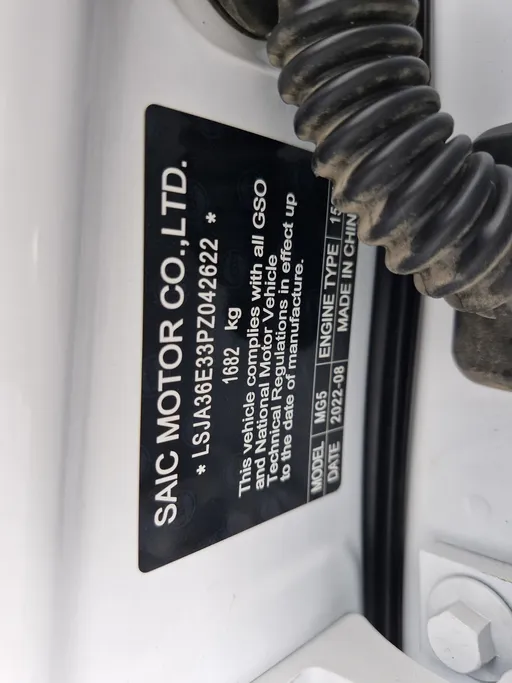 SAIC MOTOR CO.,LTD.
* LSJA36E33PZ042622 *
1682 kg
This vehicle complies with all GSO
and National Motor Vehicle
Technical Regulations in effect up
to the date of manufacture.
MODEL MG5 ENGINE TYPE
DATE 2022-08 MADE IN